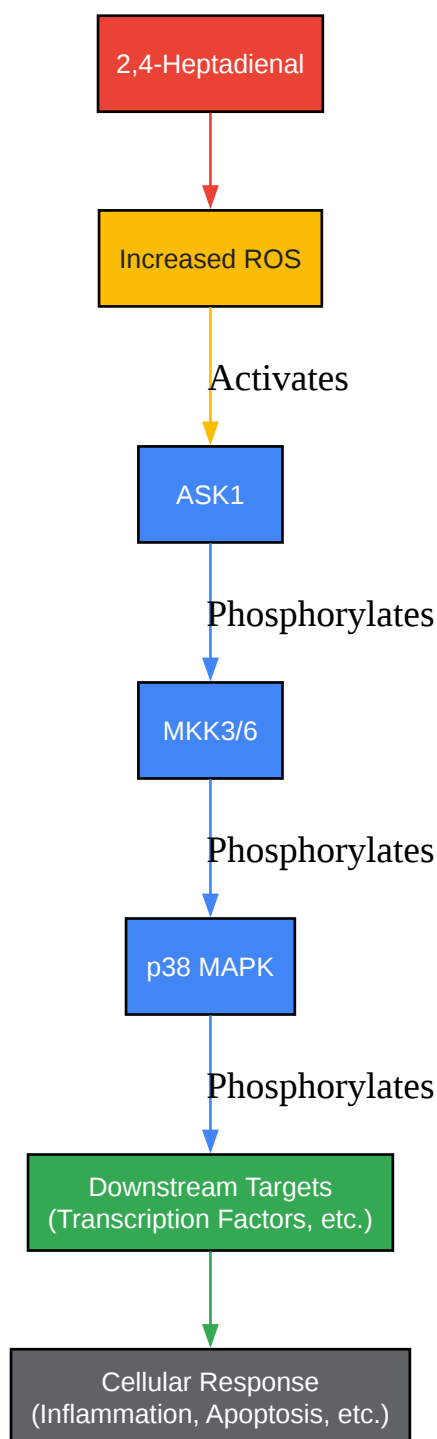 2,4-Heptadienal
Increased ROS
Activates
ASK1
Phosphorylates
MKK3/6
Phosphorylates
p38 MAPK
Phosphorylates
Downstream Targets
(Transcription Factors, etc.)
Cellular Response
(Inflammation, Apoptosis, etc.)